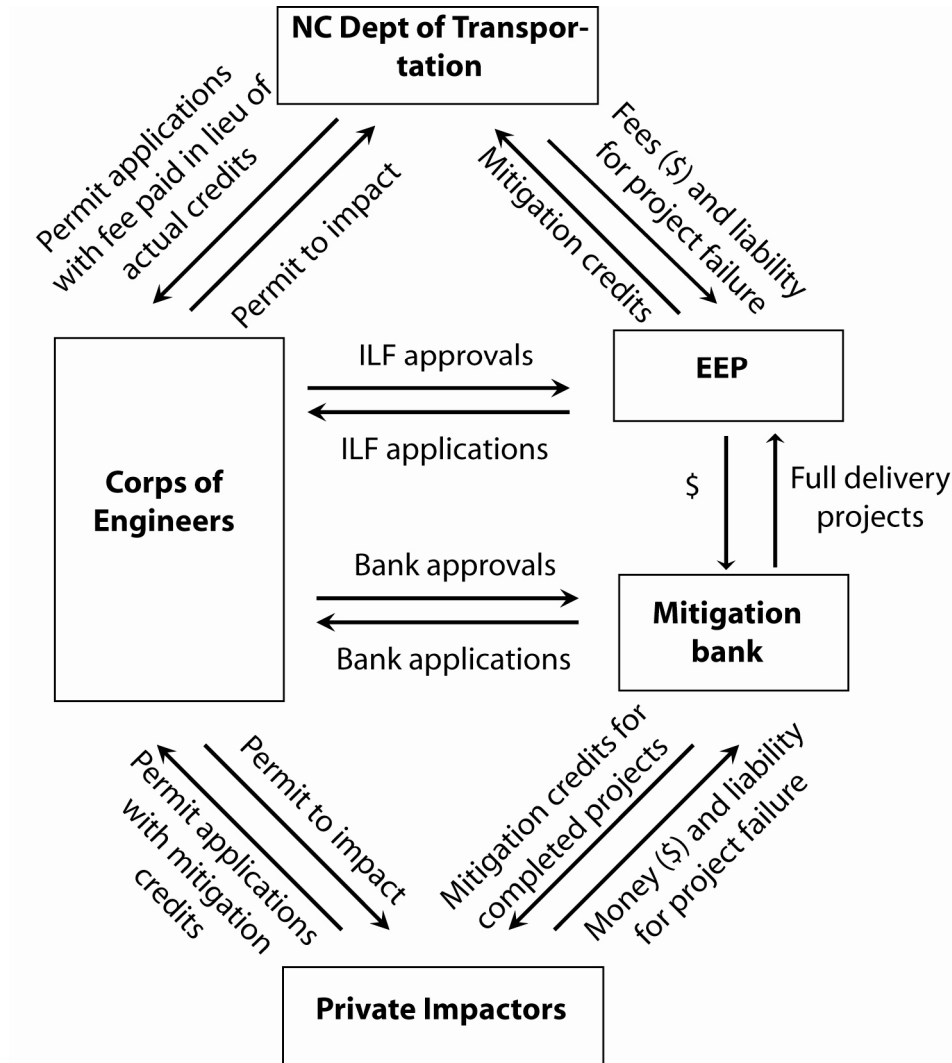 NC Dept of Transpor-
tation
Permit applications
with fee paid in lieu of
actual credits
Permit to impact
Mitigation credits
Fees ($) and liability
for project failure
ILF approvals
ILF applications
EEP
Corps of
Engineers
$
Full delivery
projects
Bank approvals
Bank applications
Mitigation
bank
Permit to impact
Permit applications
with mitigation
credits
Mitigation credits for
completed projects
Money ($) and liability
for project failure
Private Impactors